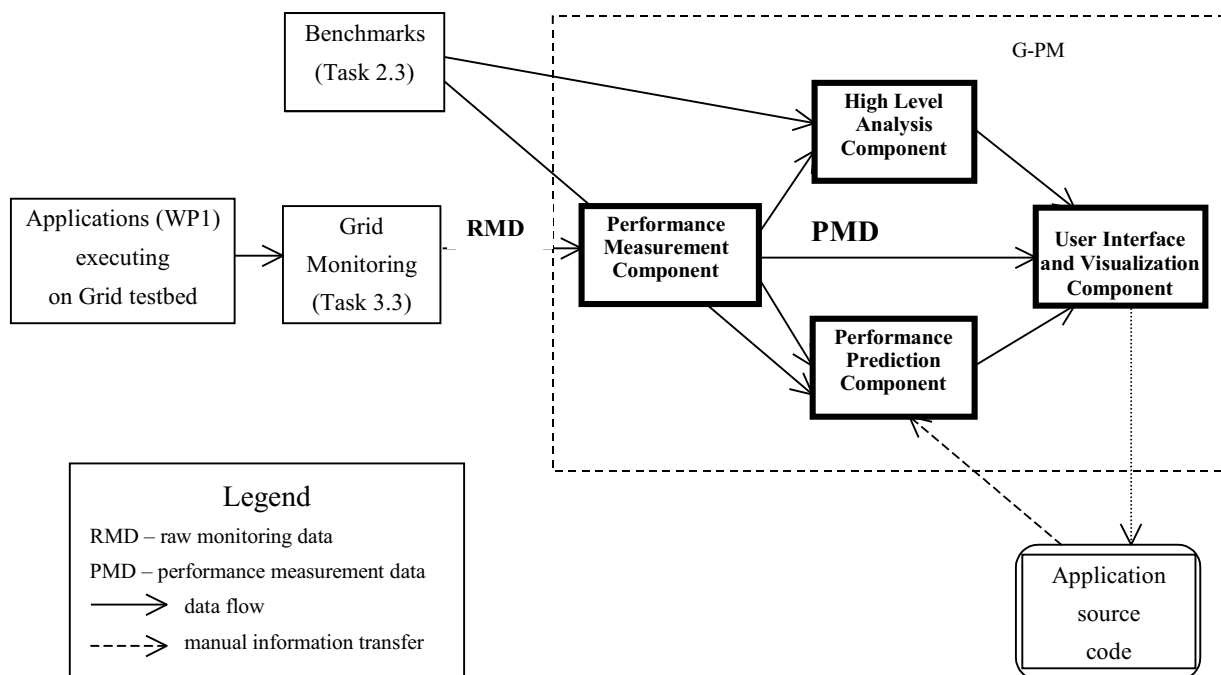 Benchmarks
(Task 2.3)
G-PM
High Level
Analysis
Component
Applications (WP1)
executing
on Grid testbed
Grid
Monitoring
(Task 3.3)
RMD
Performance
Measurement
Component
PMD
User Interface
and Visualization
Component
Performance
Prediction
Component
Legend
RMD – raw monitoring data
PMD – performance measurement data
data flow
manual information transfer
Application
source
code